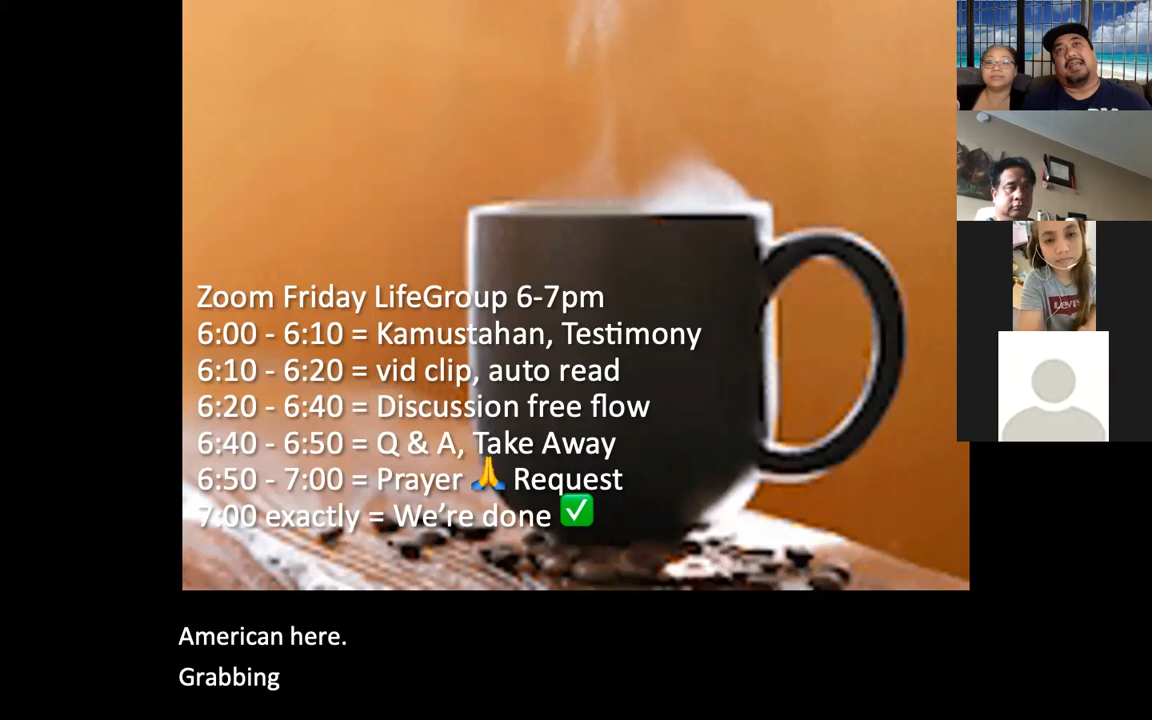 Zoom Friday LifeGroup 6-7pm
6:00 - 6:10 = Kamustahan, Testimony
6:10 - 6:20 = vid clip, auto read
6:20 - 6:40 = Discussion free flow
6:40 - 6:50 = Q & A, Take Away
6:50 - 7:00 = Prayer 🙏 Request
7:00 exactly = We’re done ✅
American here.
Grabbing
LEVI'S